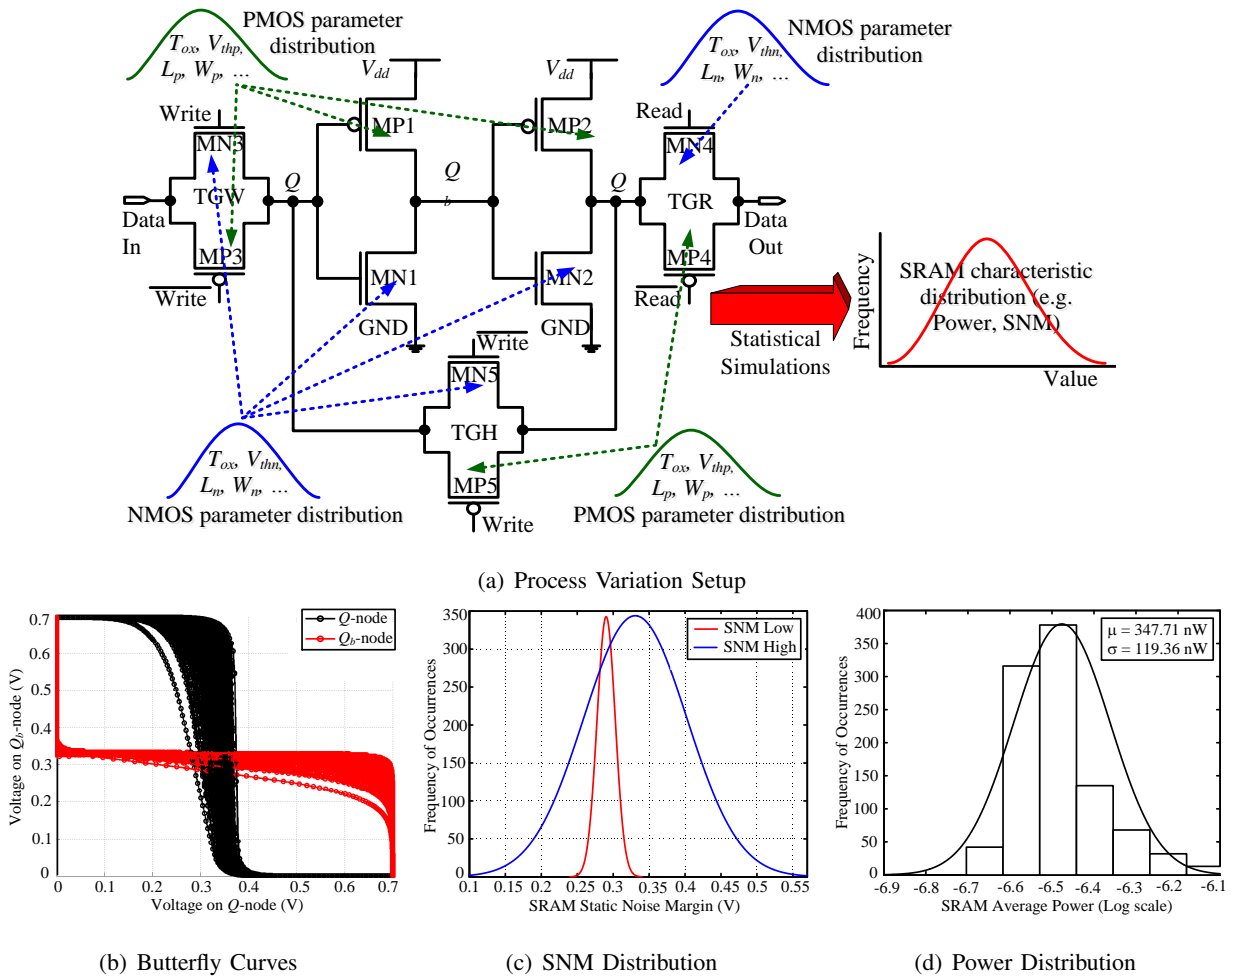 PMOS parameter
distribution
Tox, Vthp,
Lp, Wp, ...
NMOS parameter
distribution
Tox, Vthn,
Ln, Wn, ...
Vdd
Vdd
Write
MP1
MP2
Read
MN3
MN4
Q
Qb
Q
TGW
TGR
Data
In
Data
Out
MP3
MN1
MN2
MP4
Write
Read
GND
GND
SRAM characteristic
distribution (e.g.
Power, SNM)
Frequency
Value
Statistical
Simulations
Write
MN5
TGH
MP5
Write
Tox, Vthn,
Ln, Wn, ...
NMOS parameter distribution
Tox, Vthp,
Lp, Wp, ...
PMOS parameter distribution
(a) Process Variation Setup
0.7
0.6
0.5
0.4
0.3
0.2
0.1
0
Voltage on Qb-node (V)
Q-node
Qb-node
0 0.1 0.2 0.3 0.4 0.5 0.6 0.7
Voltage on Q-node (V)
(b) Butterfly Curves
350
300
250
200
150
100
50
0
Frequency of Occurrences
SNM Low
SNM High
0.1 0.15 0.2 0.25 0.3 0.35 0.4 0.45 0.5 0.55
SRAM Static Noise Margin (V)
(c) SNM Distribution
400
350
300
250
200
150
100
50
0
Frequency of Occurrences
μ = 347.71 nW
σ = 119.36 nW
-6.9 -6.8 -6.7 -6.6 -6.5 -6.4 -6.3 -6.2 -6.1
SRAM Average Power (Log scale)
(d) Power Distribution